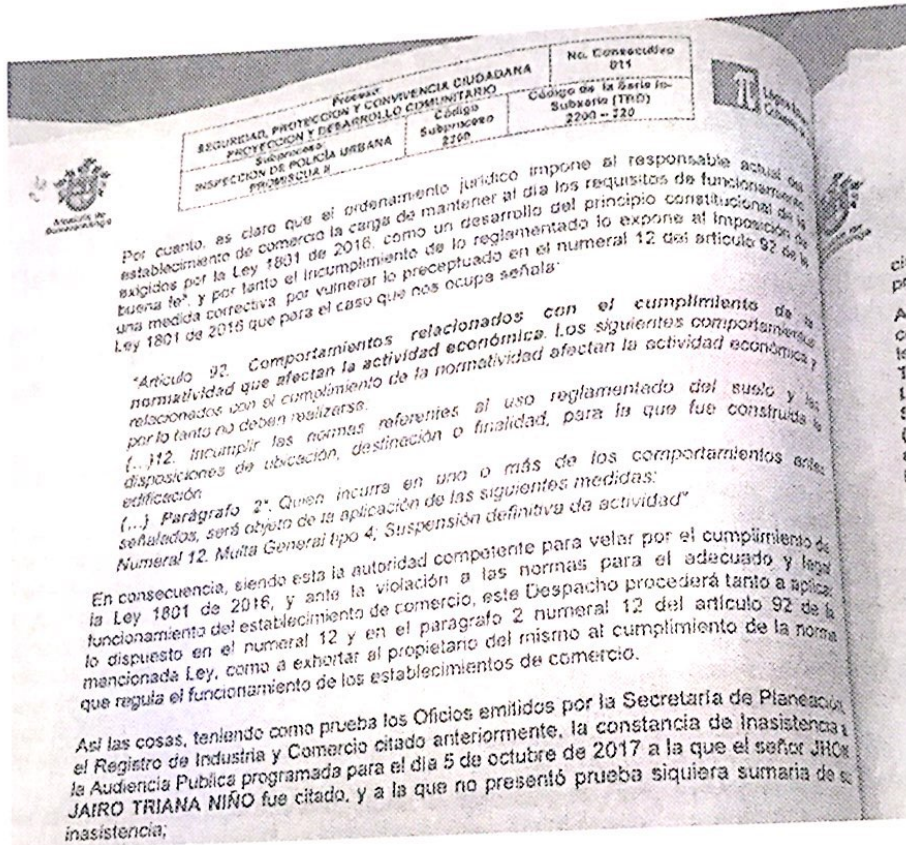 Proceso:
SEGURIDAD, PROTECCION Y CONVIVENCIA CIUDADANA
PROYECCION Y DESARROLLO COMUNITARIO
No. Consecutivo
011
Subproceso:
INSPECCION DE POLICÍA URBANA
PROMISCUA II
Código
Subproceso
2200
Código de la Serie
Subserie (TRD)
2200 – 220
Por cuanto, es claro que el ordenamiento jurídico impone al responsable actual del
establecimiento de comercio la carga de mantener al día los requisitos de funcionamiento
exigidos por la Ley 1801 de 2016, como un desarrollo del principio constitucional de la
buena fe³, y por tanto el incumplimiento de lo reglamentado lo expone al imposición de
una medida correctiva, por vulnerar lo preceptuado en el numeral 12 del artículo 92 de la
Ley 1801 de 2016 que para el caso que nos ocupa señala:
"Artículo 92. Comportamientos relacionados con el cumplimiento de la
normatividad que afectan la actividad económica. Los siguientes comportamientos
relacionados con el cumplimiento de la normatividad afectan la actividad económica y
por lo tanto no deben realizarse:
(...)12. Incumplir las normas referentes al uso reglamentado del suelo y las
disposiciones de ubicación, destinación o finalidad, para la que fue construida la
edificación
(...) Parágrafo 2°. Quien incurra en uno o más de los comportamientos antes
señalados, será objeto de la aplicación de las siguientes medidas:
Numeral 12. Multa General tipo 4; Suspensión definitiva de actividad"
En consecuencia, siendo esta la autoridad competente para velar por el cumplimiento de
la Ley 1801 de 2016, y ante la violación a las normas para el adecuado y legal
funcionamiento del establecimiento de comercio, este Despacho procederá tanto a aplicar
lo dispuesto en el numeral 12 y en el parágrafo 2 numeral 12 del artículo 92 de la
mencionada Ley, como a exhortar al propietario del mismo al cumplimiento de la norma
que regula el funcionamiento de los establecimientos de comercio.
Así las cosas, teniendo como prueba los Oficios emitidos por la Secretaría de Planeación,
el Registro de Industria y Comercio citado anteriormente, la constancia de Inasistencia a
la Audiencia Publica programada para el día 5 de octubre de 2017 a la que el señor JHON
JAIRO TRIANA NIÑO fue citado, y a la que no presentó prueba siquiera sumaria de su
inasistencia;